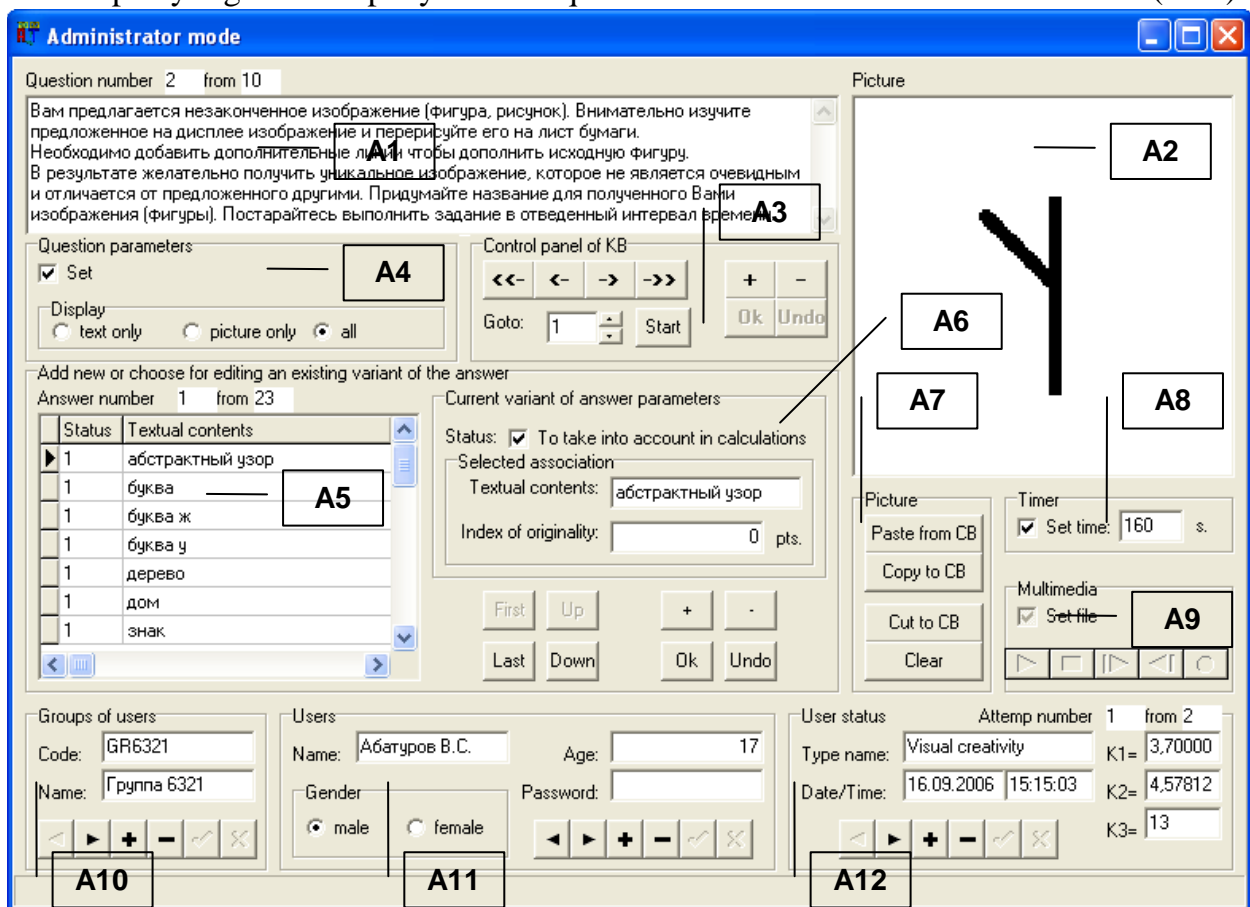 Administrator mode
Question number 2 from 10
Picture
Вам предлагается незаконченное изображение (фигура, рисунок). Внимательно изучите
предложенное на дисплее изображение и перерисуйте его на лист бумаги.
Необходимо добавить дополнительные линии чтобы дополнить исходную фигуру.
В результате желательно получить уникальное изображение, которое не является очевидным
и отличается от предложенного другими. Придумайте название для полученного Вами
изображения (фигуры). Постарайтесь выполнить задание в отведенный интервал времени
A1
A2
A3
Question parameters
Set
A4
Display
text only picture only all
Control panel of KB
<<- <- -> ->> + -
Goto: 1 Start Ok Undo
A6
A7
A8
Add new or choose for editing an existing variant of the answer
Answer number 1 from 23
Status Textual contents
1 абстрактный узор
1 буква
1 буква ж
1 буква у
1 дерево
1 дом
1 знак
A5
Current variant of answer parameters
Status: To take into account in calculations
Selected association
Textual contents: абстрактный узор
Index of originality: 0 pts.
First Up + -
Last Down Ok Undo
Picture
Paste from CB
Copy to CB
Cut to CB
Clear
Timer
Set time: 160 s.
Multimedia
Set file
A9
Groups of users
Code: GR6321
Name: Группа 6321
A10
Users
Name: Абатуров В.С. Age: 17
Gender Password:
male female
A11
User status Attemp number 1 from 2
Type name: Visual creativity K1= 3,70000
Date/Time: 16.09.2006 15:15:03 K2= 4,57812
K3= 13
A12